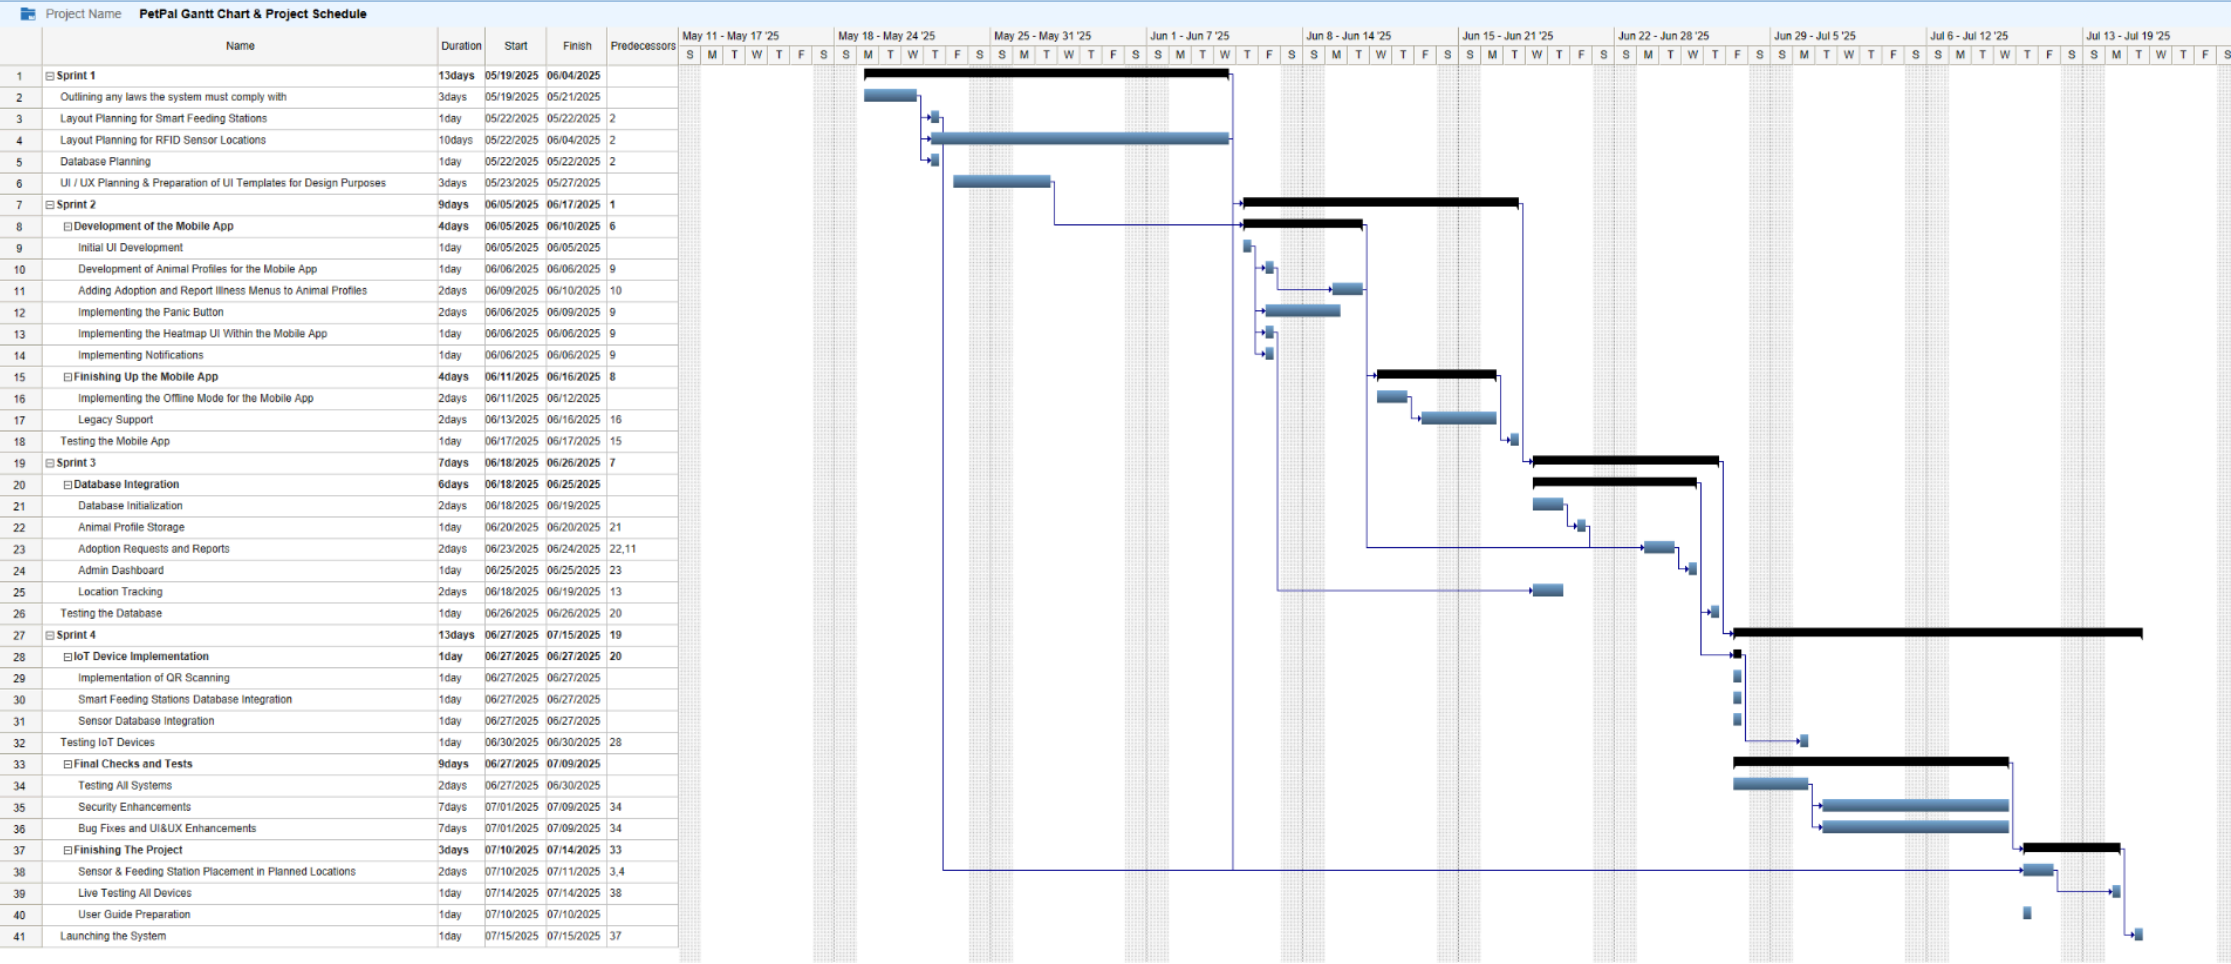 Project Name PetPal Gantt Chart & Project Schedule
May 11 - May 17 '25 May 18 - May 24 '25 May 25 - May 31 '25 Jun 1 - Jun 7 '25 Jun 8 - Jun 14 '25 Jun 15 - Jun 21 '25 Jun 22 - Jun 28 '25 Jun 29 - Jul 5 '25 Jul 6 - Jul 12 '25 Jul 13 - Jul 19 '25
Name Duration Start Finish Predecessors
S M T W T F S S M T W T F S S M T W T F S S M T W T F S S M T W T F S S M T W T F S S M T W T F S S M T W T F S S M T W T F S S M T W T F S
1 Sprint 1 13days 05/19/2025 06/04/2025
2 Outlining any laws the system must comply with 3days 05/19/2025 05/21/2025
3 Layout Planning for Smart Feeding Stations 1day 05/22/2025 05/22/2025 2
4 Layout Planning for RFID Sensor Locations 10days 05/22/2025 06/04/2025 2
5 Database Planning 1day 05/22/2025 05/22/2025 2
6 UI / UX Planning & Preparation of UI Templates for Design Purposes 3days 05/23/2025 05/27/2025
7 Sprint 2 9days 06/05/2025 06/17/2025 1
8 Development of the Mobile App 4days 06/05/2025 06/10/2025 6
9 Initial UI Development 1day 06/05/2025 06/05/2025
10 Development of Animal Profiles for the Mobile App 1day 06/06/2025 06/06/2025 9
11 Adding Adoption and Report Illness Menus to Animal Profiles 2days 06/09/2025 06/10/2025 10
12 Implementing the Panic Button 2days 06/06/2025 06/09/2025 9
13 Implementing the Heatmap UI Within the Mobile App 1day 06/06/2025 06/06/2025 9
14 Implementing Notifications 1day 06/06/2025 06/06/2025 9
15 Finishing Up the Mobile App 4days 06/11/2025 06/16/2025 8
16 Implementing the Offline Mode for the Mobile App 2days 06/11/2025 06/12/2025
17 Legacy Support 2days 06/13/2025 06/16/2025 16
18 Testing the Mobile App 1day 06/17/2025 06/17/2025 15
19 Sprint 3 7days 06/18/2025 06/26/2025 7
20 Database Integration 6days 06/18/2025 06/25/2025
21 Database Initialization 2days 06/18/2025 06/19/2025
22 Animal Profile Storage 1day 06/20/2025 06/20/2025 21
23 Adoption Requests and Reports 2days 06/23/2025 06/24/2025 22,11
24 Admin Dashboard 1day 06/25/2025 06/25/2025 23
25 Location Tracking 2days 06/18/2025 06/19/2025 13
26 Testing the Database 1day 06/26/2025 06/26/2025 20
27 Sprint 4 13days 06/27/2025 07/15/2025 19
28 IoT Device Implementation 1day 06/27/2025 06/27/2025 20
29 Implementation of QR Scanning 1day 06/27/2025 06/27/2025
30 Smart Feeding Stations Database Integration 1day 06/27/2025 06/27/2025
31 Sensor Database Integration 1day 06/27/2025 06/27/2025
32 Testing IoT Devices 1day 06/30/2025 06/30/2025 28
33 Final Checks and Tests 9days 06/27/2025 07/09/2025
34 Testing All Systems 2days 06/27/2025 06/30/2025
35 Security Enhancements 7days 07/01/2025 07/09/2025 34
36 Bug Fixes and UI&UX Enhancements 7days 07/01/2025 07/09/2025 34
37 Finishing The Project 3days 07/10/2025 07/14/2025 33
38 Sensor & Feeding Station Placement in Planned Locations 2days 07/10/2025 07/11/2025 3,4
39 Live Testing All Devices 1day 07/14/2025 07/14/2025 38
40 User Guide Preparation 1day 07/10/2025 07/10/2025
41 Launching the System 1day 07/15/2025 07/15/2025 37